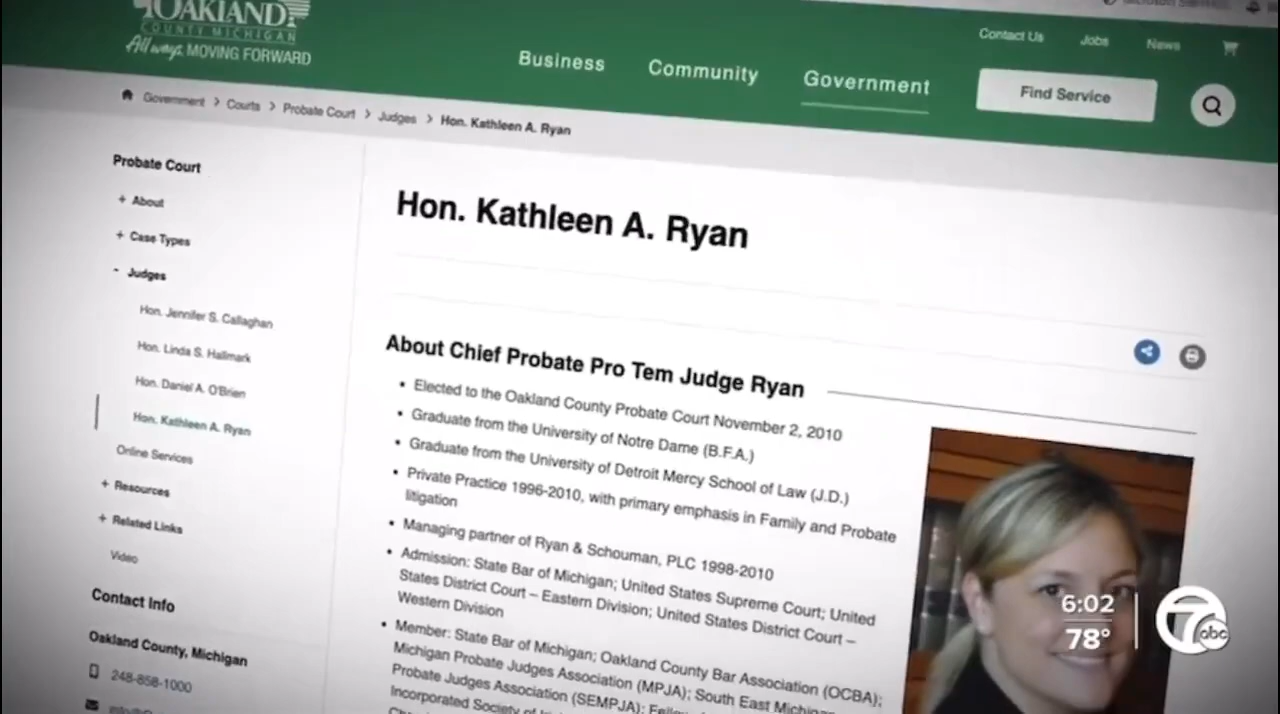 OAKLAND
COUNTY MICHIGAN
All ways MOVING FORWARD
Contact Us
Jobs
News
Business
Community
Government
Find Service
Government > Courts > Probate Court > Judges > Hon. Kathleen A. Ryan
Probate Court
+ About
+ Case Types
- Judges
Hon. Jennifer S. Callaghan
Hon. Linda S. Hallmark
Hon. Daniel A. O'Brien
Hon. Kathleen A. Ryan
Online Services
+ Resources
+ Related Links
Video
Contact Info
Oakland County, Michigan
248-858-1000
Hon. Kathleen A. Ryan
About Chief Probate Pro Tem Judge Ryan
• Elected to the Oakland County Probate Court November 2, 2010
• Graduate from the University of Notre Dame (B.F.A.)
• Graduate from the University of Detroit Mercy School of Law (J.D.)
• Private Practice 1996-2010, with primary emphasis in Family and Probate
litigation
• Managing partner of Ryan & Schouman, PLC 1998-2010
• Admission: State Bar of Michigan; United States Supreme Court; United
States District Court – Eastern Division; United States District Court –
Western Division
• Member: State Bar of Michigan; Oakland County Bar Association (OCBA);
Michigan Probate Judges Association (MPJA); South East Michigan
Probate Judges Association (SEMPJA);
Incorporated Society of
6:02
78°
7
abc